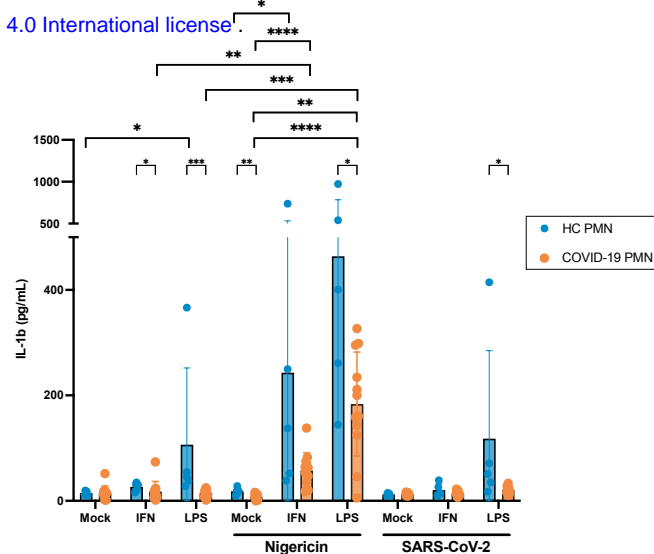 4.0 International license .
*
****
**
***
**
****
*
* *** ** * *
1500
1000
500
400
200
0
IL-1b (pg/mL)
HC PMN
COVID-19 PMN
Mock IFN LPS Mock IFN LPS Mock IFN LPS
Nigericin SARS-CoV-2